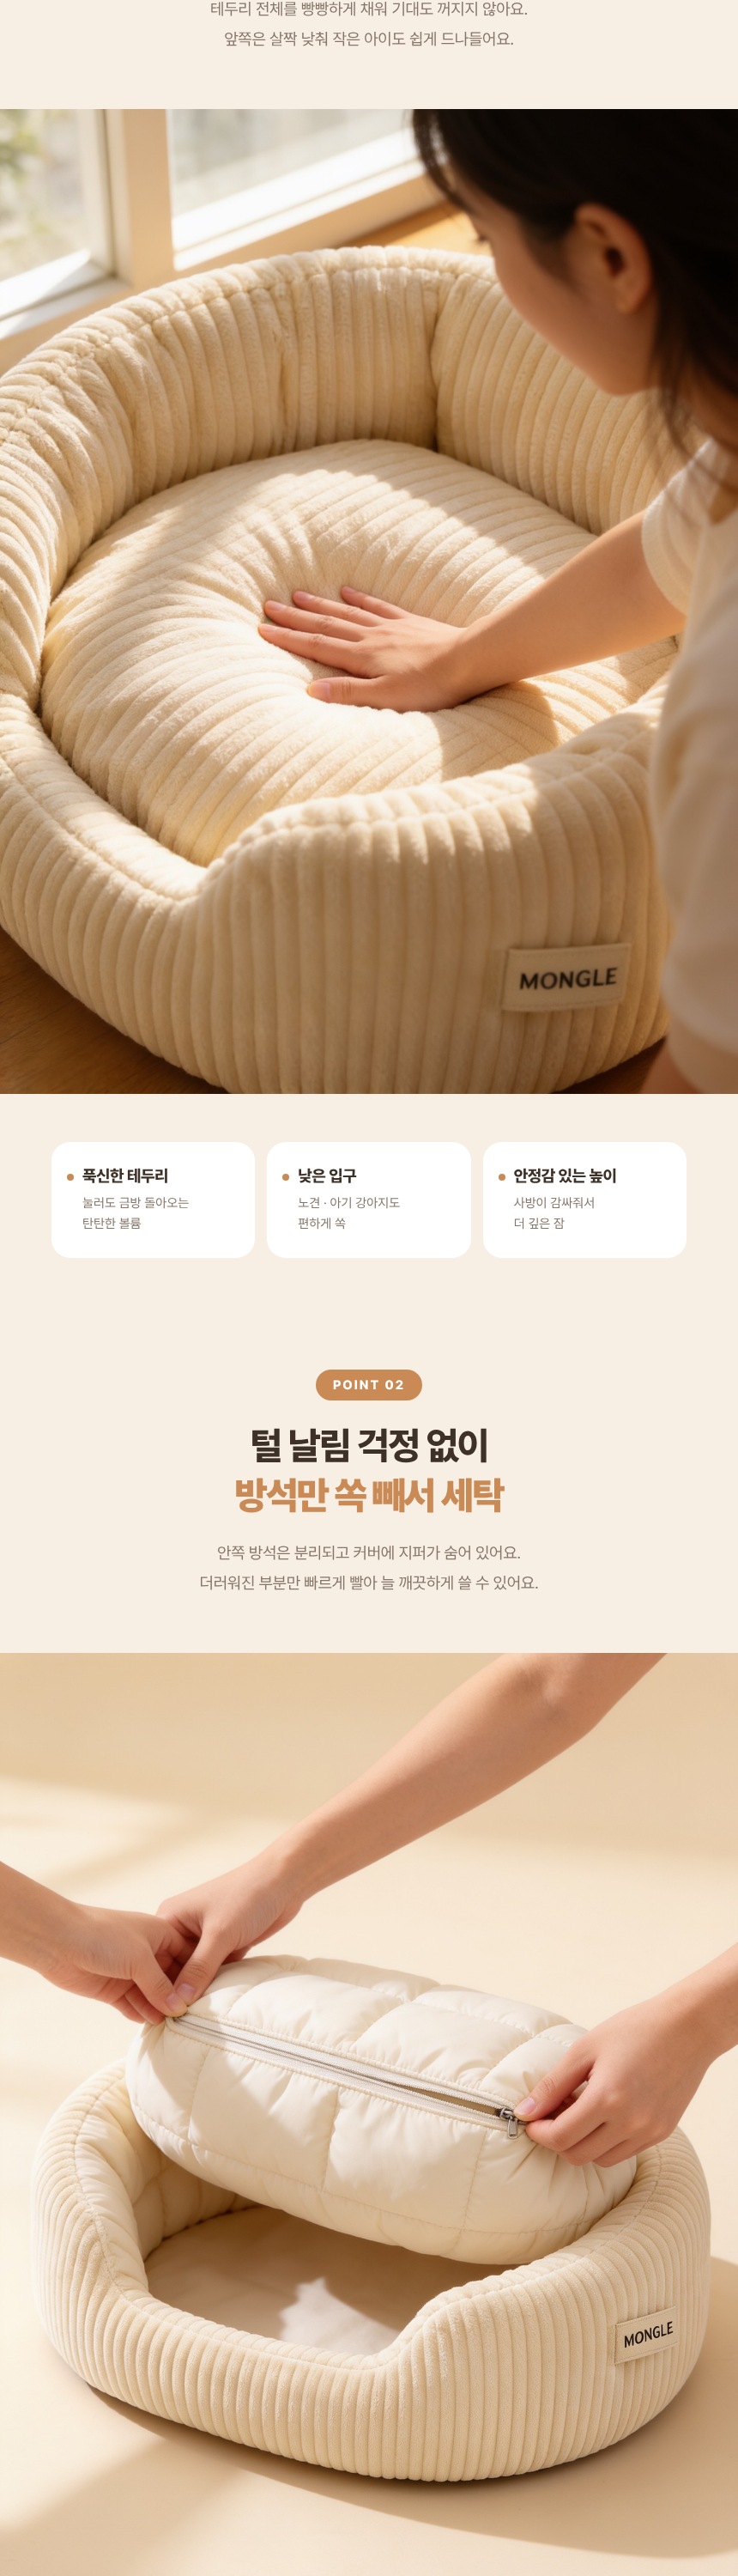 테두리 전체를 빵빵하게 채워 기대도 꺼지지 않아요.
앞쪽은 살짝 낮춰 작은 아이도 쉽게 드나들어요.
MONGLE
푹신한 테두리
눌러도 금방 돌아오는
탄탄한 볼륨
낮은 입구
노견 · 아기 강아지도
편하게 쏙
안정감 있는 높이
사방이 감싸줘서
더 깊은 잠
POINT 02
털 날림 걱정 없이
방석만 쏙 빼서 세탁
안쪽 방석은 분리되고 커버에 지퍼가 숨어 있어요.
더러워진 부분만 빠르게 빨아 늘 깨끗하게 쓸 수 있어요.
MONGLE